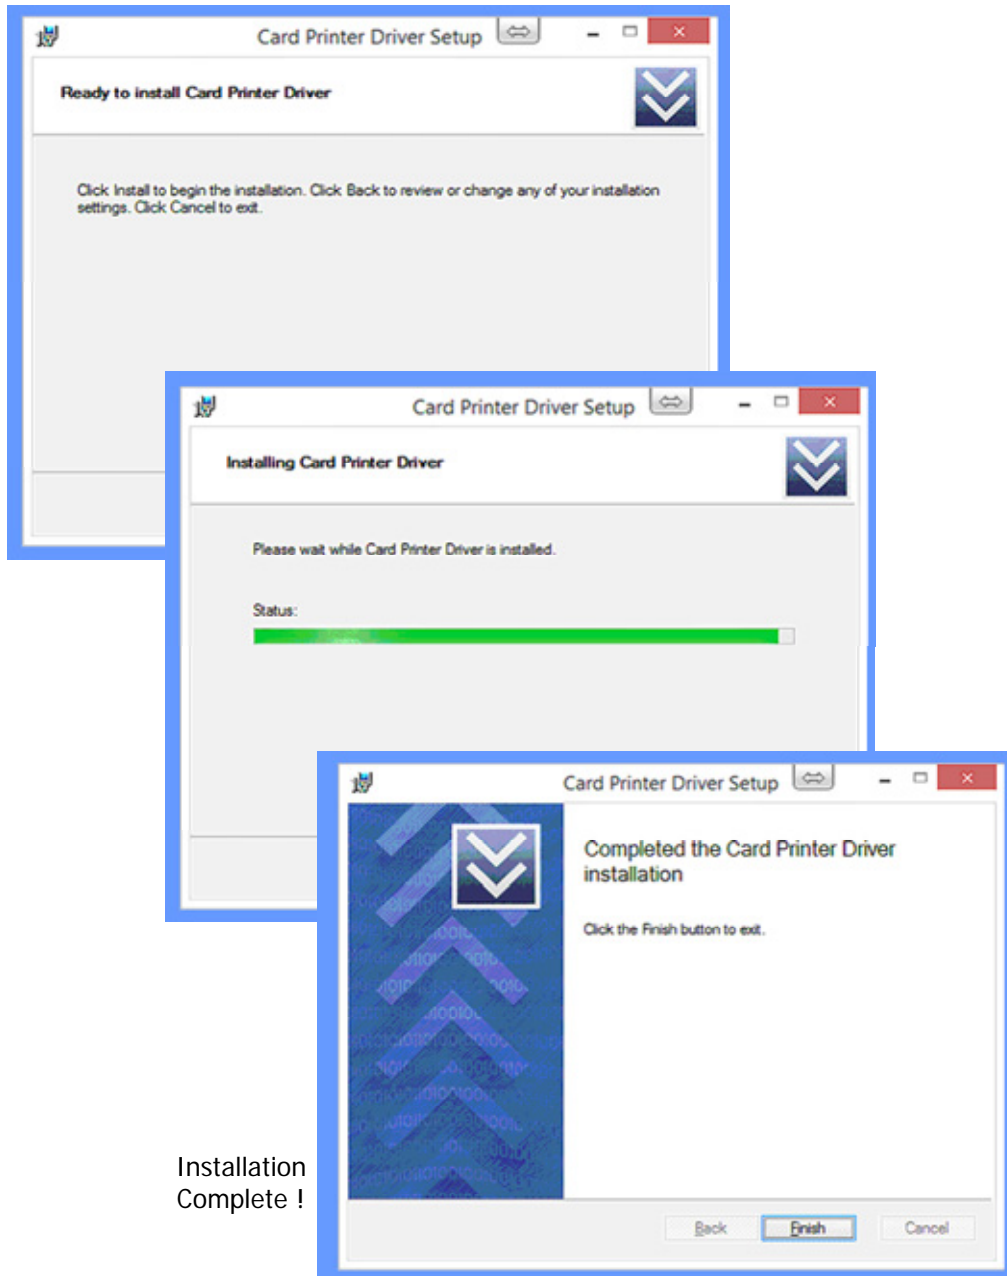 Card Printer Driver Setup
Ready to install Card Printer Driver
Click Install to begin the installation. Click Back to review or change any of your installation
settings. Click Cancel to exit.
Card Printer Driver Setup
Installing Card Printer Driver
Please wait while Card Printer Driver is installed.
Status:
Card Printer Driver Setup
Completed the Card Printer Driver
installation
Click the Finish button to exit.
Installation
Complete !
Back Finish Cancel